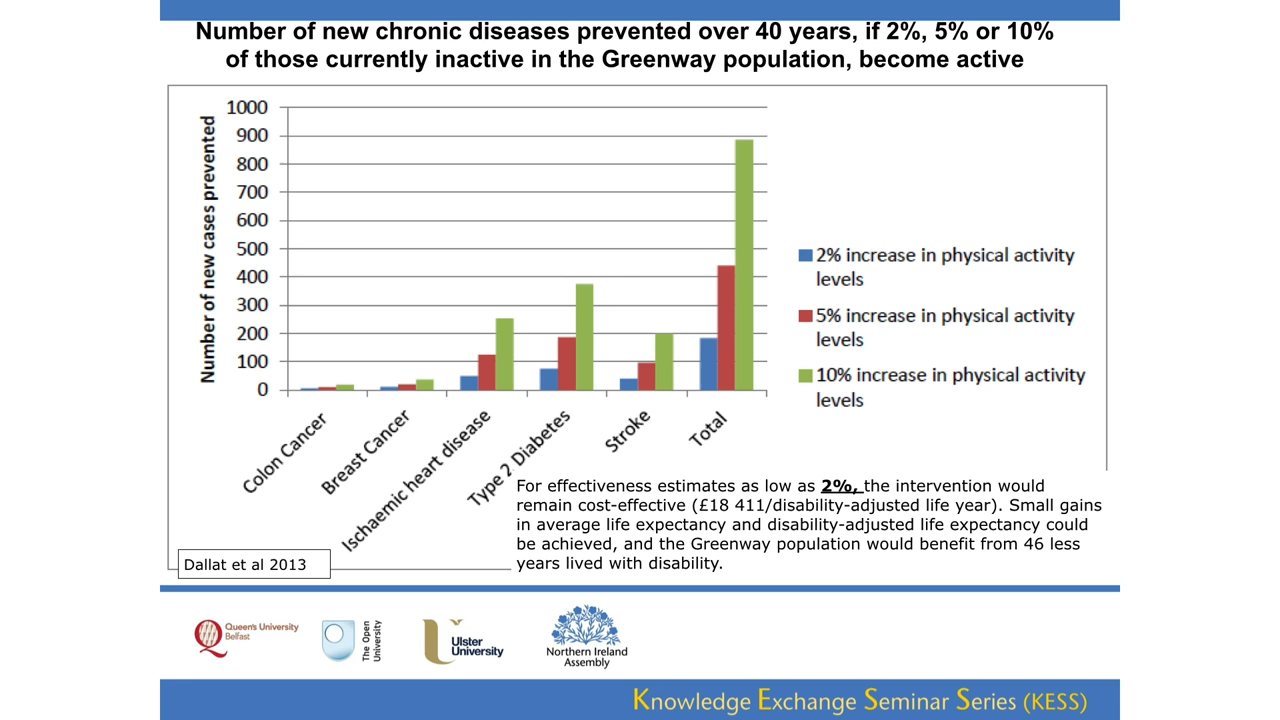 Number of new chronic diseases prevented over 40 years, if 2%, 5% or 10%
of those currently inactive in the Greenway population, become active
Number of new cases prevented
1000
900
800
700
600
500
400
300
200
100
0
Colon Cancer
Breast Cancer
Ischaemic heart disease
Type 2 Diabetes
Stroke
Total
2% increase in physical activity
levels
5% increase in physical activity
levels
10% increase in physical activity
levels
For effectiveness estimates as low as 2%, the intervention would
remain cost-effective (£18 411/disability-adjusted life year). Small gains
in average life expectancy and disability-adjusted life expectancy could
be achieved, and the Greenway population would benefit from 46 less
years lived with disability.
Dallat et al 2013
Queen's University
Belfast
The Open
University
Ulster
University
Northern Ireland
Assembly
Knowledge Exchange Seminar Series (KESS)